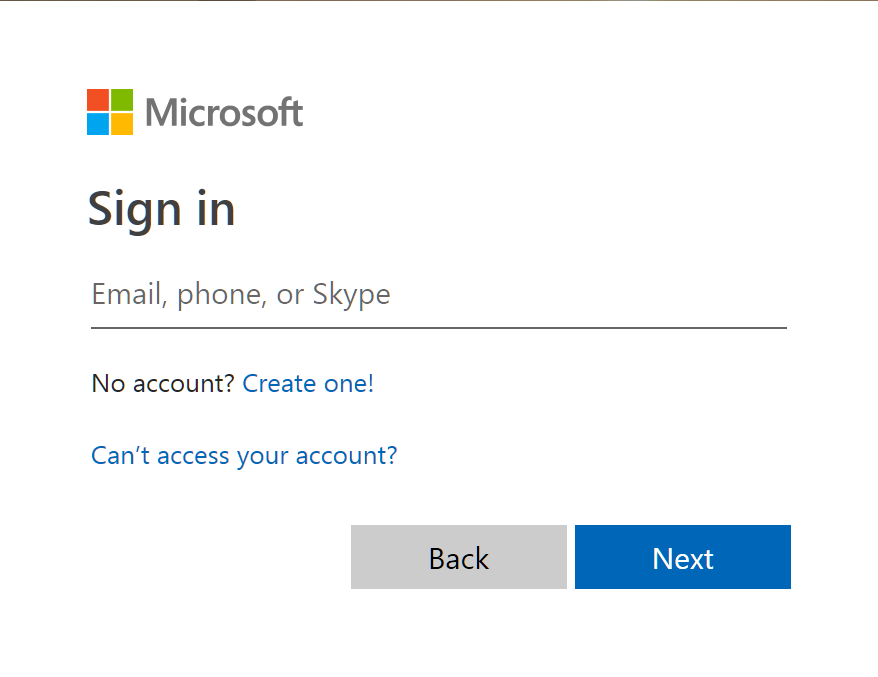 Microsoft
Sign in
Email, phone, or Skype
No account? Create one!
Can’t access your account?
Back
Next